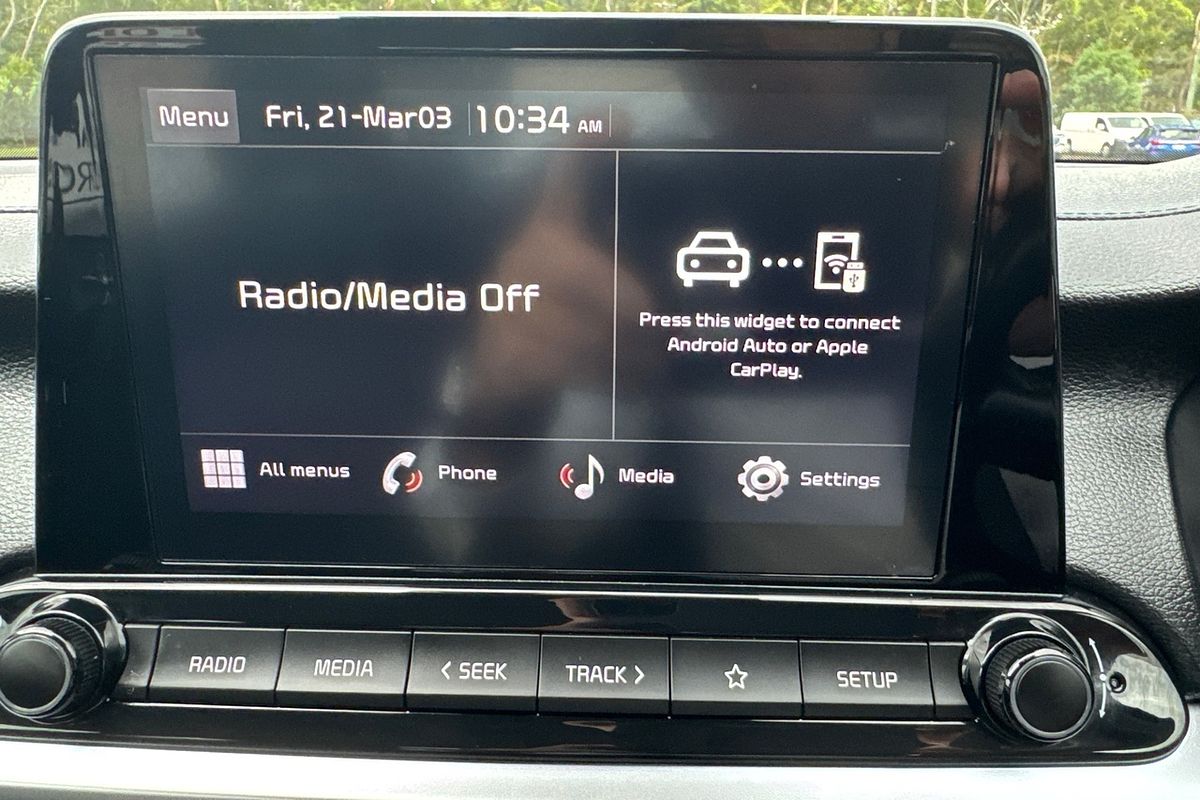 Menu Fri, 21-Mar03 10:34 AM
Radio/Media Off
Press this widget to connect
Android Auto or Apple
CarPlay.
All menus Phone Media Settings
RADIO MEDIA < SEEK TRACK > SETUP